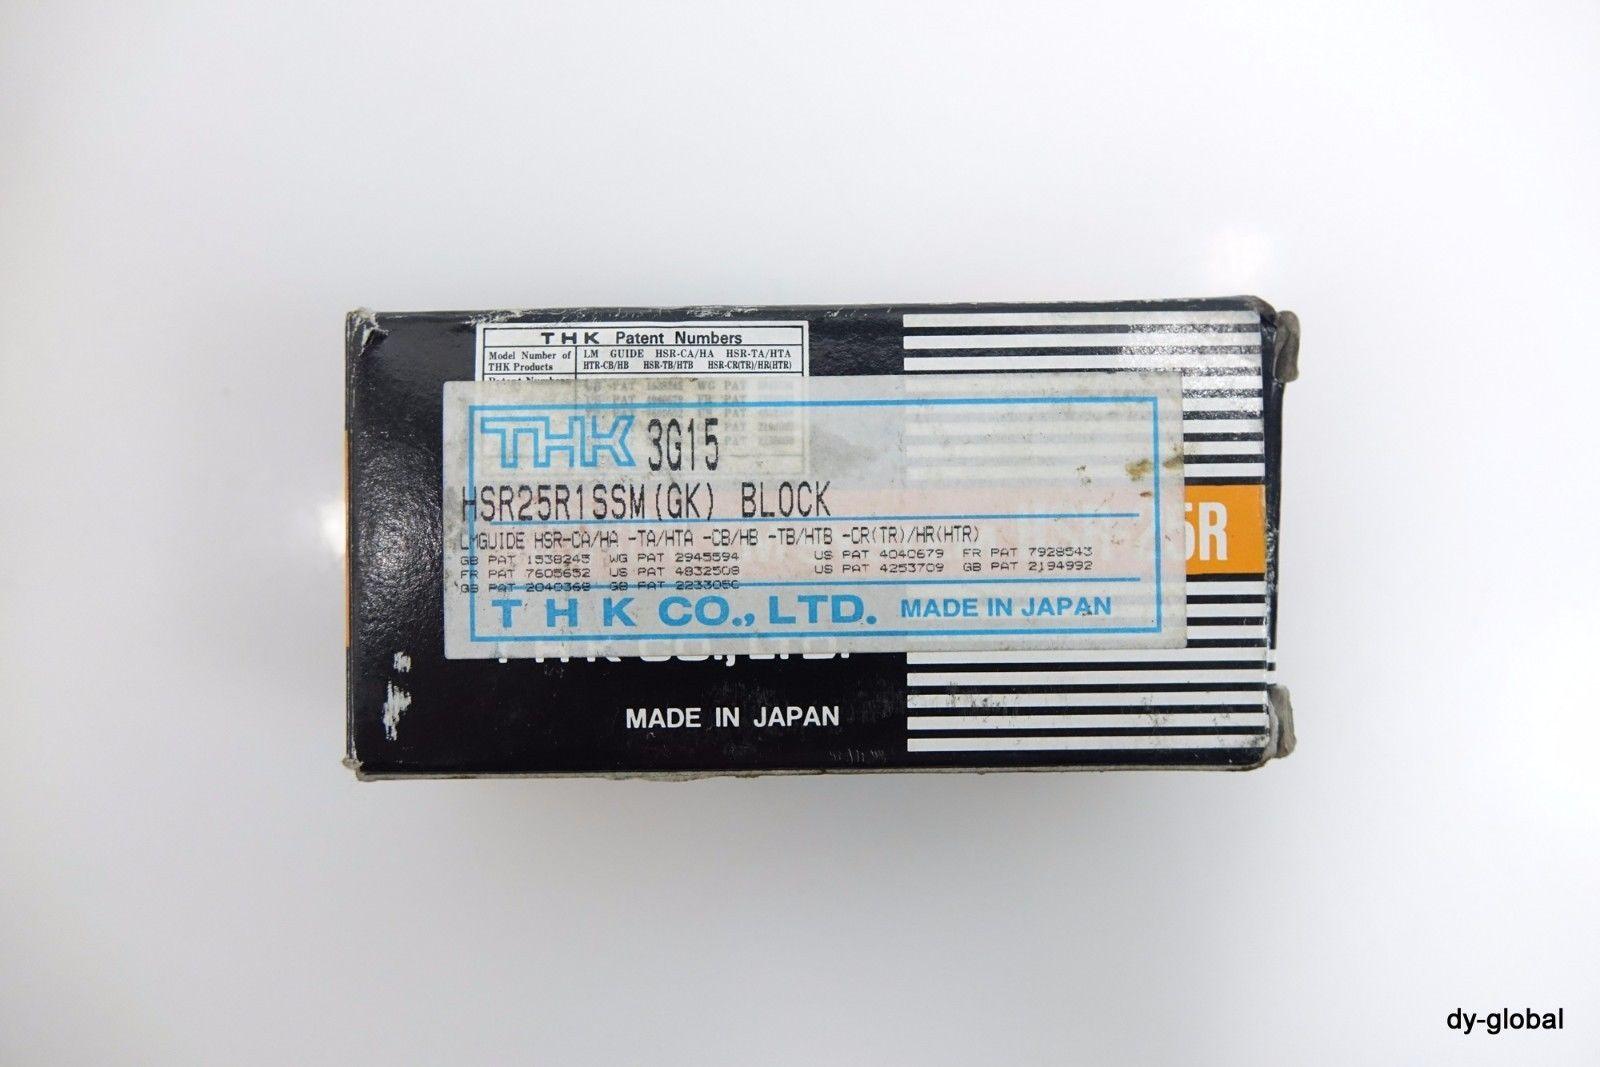 THK Patent Numbers
Model Number of THK Products
LM GUIDE HSR-CA/HA HSR-TA/HTA
HTR-CB/HB HSR-TB/HTB HSR-CR(TR)/HR(HTR)
THK 3G15
HSR25R1SSM(GK) BLOCK
LMGUIDE HSR-CA/HA -TA/HTA -CB/HB -TB/HTB -CR(TR)/HR(HTR)
GB PAT 1538245 WG PAT 2945594 US PAT 4040679 FR PAT 7928543
FR PAT 7605652 US PAT 4832508 US PAT 4253709 GB PAT 2194992
GB PAT 2040368 GB PAT
5R
THK CO., LTD. MADE IN JAPAN
MADE IN JAPAN
dy-global